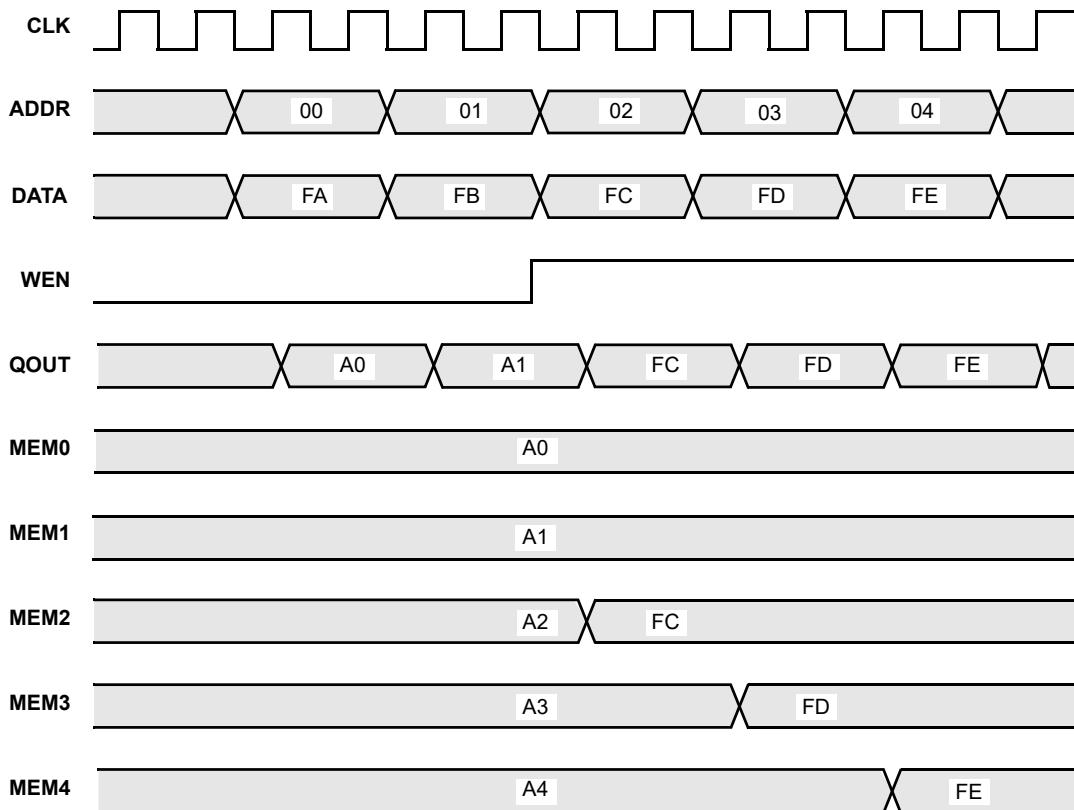 CLK
ADDR 00 01 02 03 04
DATA FA FB FC FD FE
WEN
QOUT A0 A1 FC FD FE
MEM0 A0
MEM1 A1
MEM2 A2 FC
MEM3 A3 FD
MEM4 A4 FE